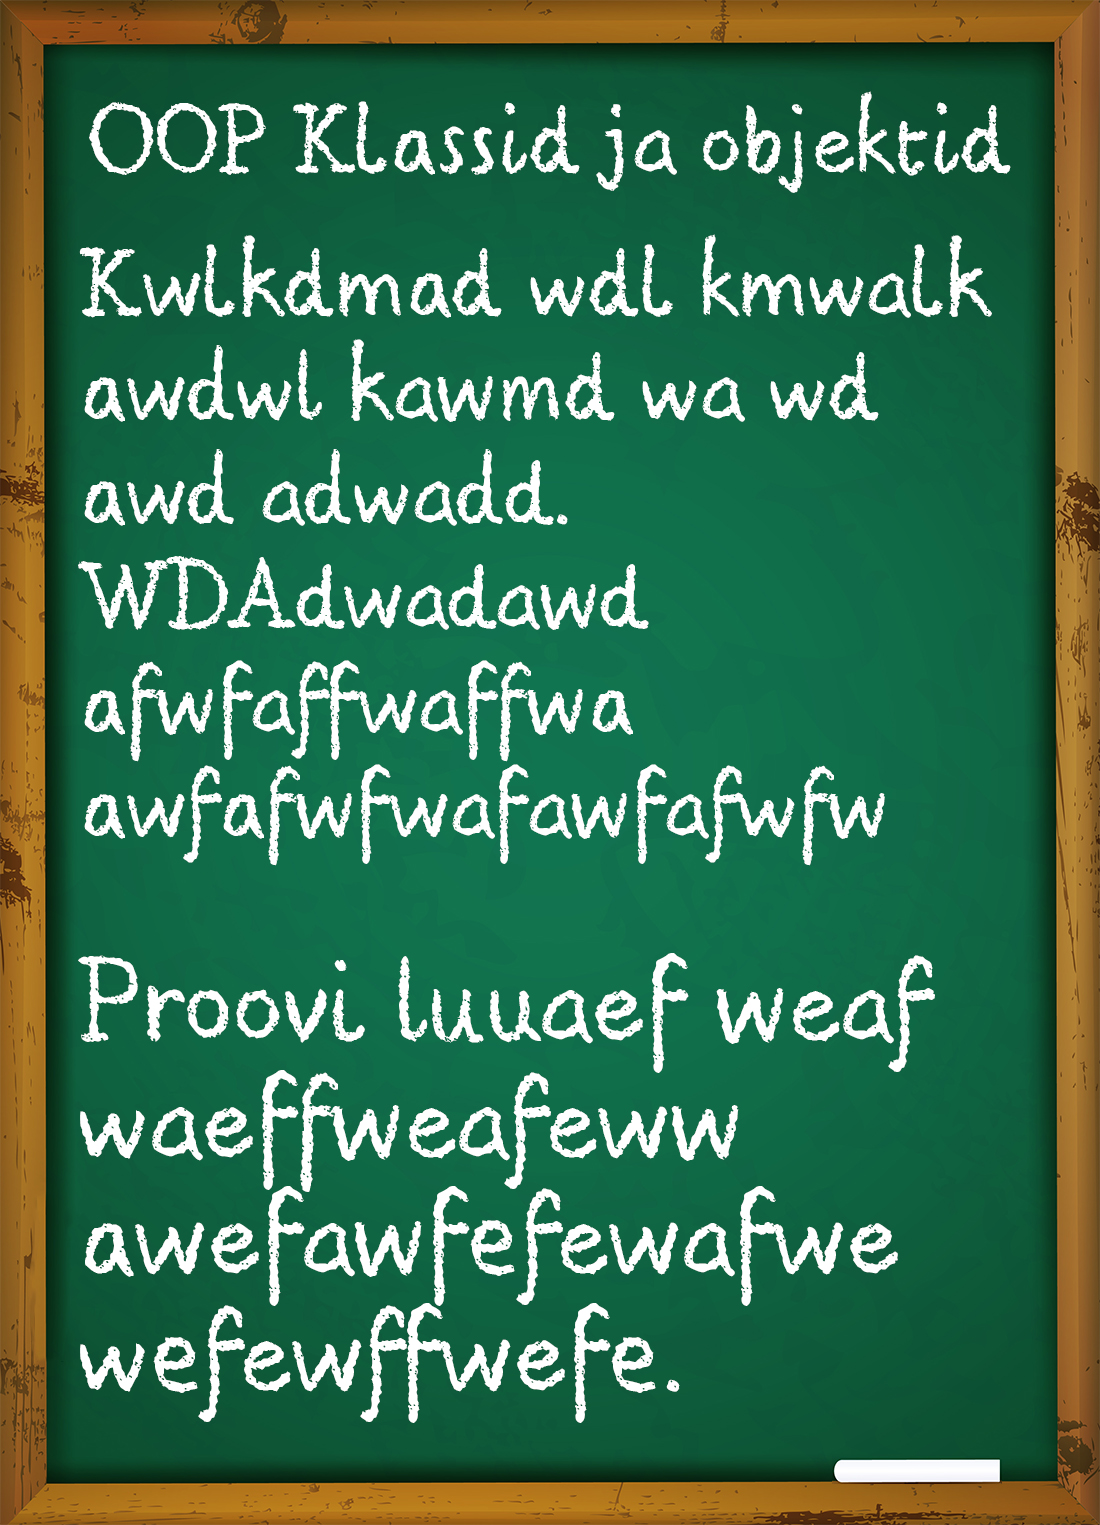 OOP Klassid ja objektid
Kwlkdmad wdl kmwalk
awdwl kawmd wa wd
awd adwadd.
WDAdwadawd
afwfaffwaffwa
awfafwfwafawfafwfw
Proovi luuaef weaf
waeffweafeww
awefawfefewafwe
wefewffwefe.